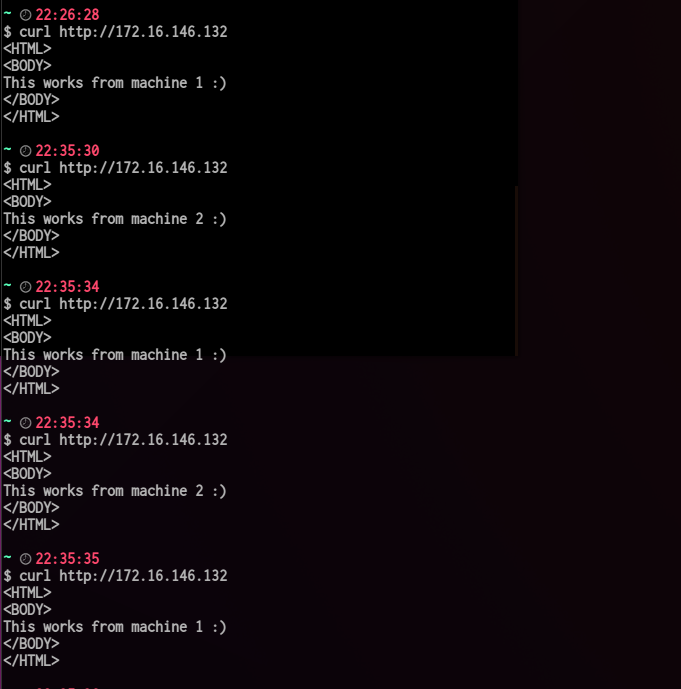 ~ 22:26:28
$ curl http://172.16.146.132
<HTML>
<BODY>
This works from machine 1 :)
</BODY>
</HTML>
~ 22:35:30
$ curl http://172.16.146.132
<HTML>
<BODY>
This works from machine 2 :)
</BODY>
</HTML>
~ 22:35:34
$ curl http://172.16.146.132
<HTML>
<BODY>
This works from machine 1 :)
</BODY>
</HTML>
~ 22:35:34
$ curl http://172.16.146.132
<HTML>
<BODY>
This works from machine 2 :)
</BODY>
</HTML>
~ 22:35:35
$ curl http://172.16.146.132
<HTML>
<BODY>
This works from machine 1 :)
</BODY>
</HTML>